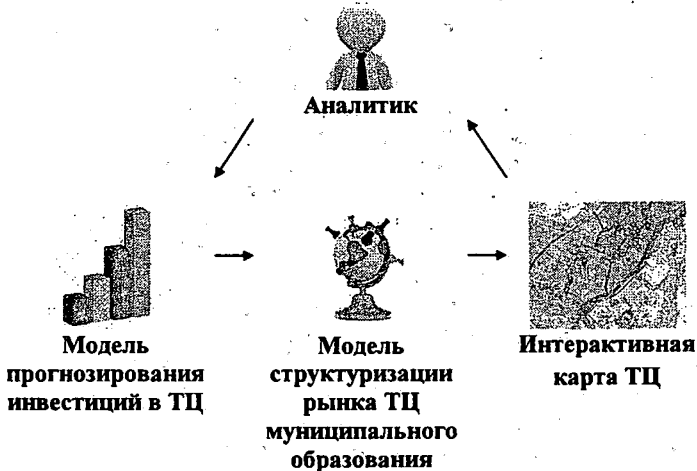 Аналитик
Модель
прогнозирования
инвестиций в ТЦ
Модель
структуризации
рынка ТЦ
муниципального
образования
Интерактивная
карта ТЦ